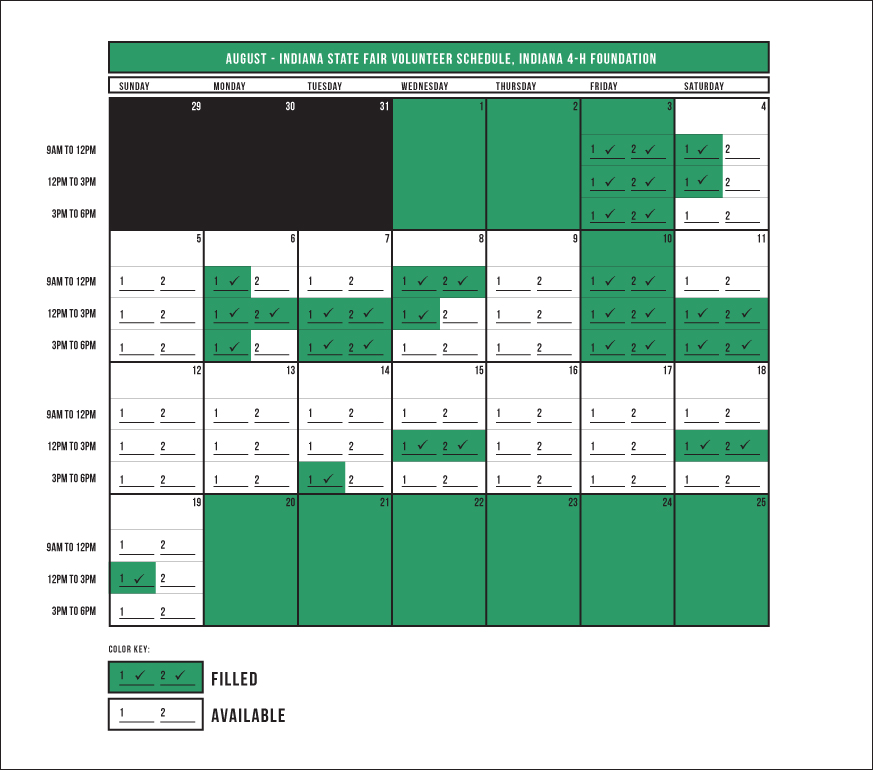 AUGUST - INDIANA STATE FAIR VOLUNTEER SCHEDULE, INDIANA 4-H FOUNDATION
SUNDAY MONDAY TUESDAY WEDNESDAY THURSDAY FRIDAY SATURDAY
29 30 31 1 2 3 4
9AM TO 12PM 1 ✓ 2 ✓ 1 ✓ 2
12PM TO 3PM 1 ✓ 2 ✓ 1 ✓ 2
3PM TO 6PM 1 ✓ 2 ✓ 1 2
5 6 7 8 9 10 11
9AM TO 12PM 1 2 1 ✓ 2 1 2 1 ✓ 2 ✓ 1 2 1 ✓ 2 ✓ 1 2
12PM TO 3PM 1 2 1 ✓ 2 ✓ 1 ✓ 2 ✓ 1 ✓ 2 1 2 1 ✓ 2 ✓ 1 ✓ 2 ✓
3PM TO 6PM 1 2 1 ✓ 2 1 ✓ 2 ✓ 1 2 1 2 1 ✓ 2 ✓ 1 ✓ 2 ✓
12 13 14 15 16 17 18
9AM TO 12PM 1 2 1 2 1 2 1 2 1 2 1 2 1 2
12PM TO 3PM 1 2 1 2 1 2 1 ✓ 2 ✓ 1 2 1 2 1 ✓ 2 ✓
3PM TO 6PM 1 2 1 2 1 ✓ 2 1 2 1 2 1 2 1 2
19 20 21 22 23 24 25
9AM TO 12PM 1 2
12PM TO 3PM 1 ✓ 2
3PM TO 6PM 1 2
COLOR KEY:
1 ✓ 2 ✓ FILLED
1 2 AVAILABLE